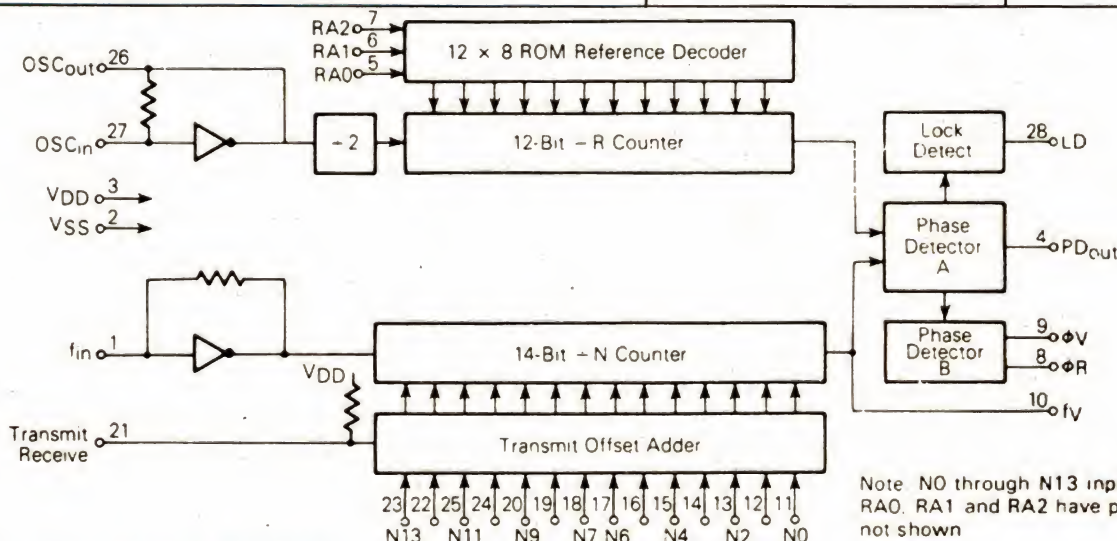 RA2 7
RA1 6
RA0 5
12 × 8 ROM Reference Decoder
OSCout 26
OSCin 27
÷2
12-Bit ÷ R Counter
Lock
Detect
28 LD
VDD 3
VSS 2
Phase
Detector
A
4 PDout
fin 1
14-Bit ÷ N Counter
Phase
Detector
B
9 ϕV
8 ϕR
VDD
10 fV
Transmit
Receive
21
Transmit Offset Adder
23 22 25 24 20 19 18 17 16 15 14 13 12 11
N13 N11 N9 N7 N6 N4 N2 N0
Note. N0 through N13
RA0, RA1 and RA2 have
not shown